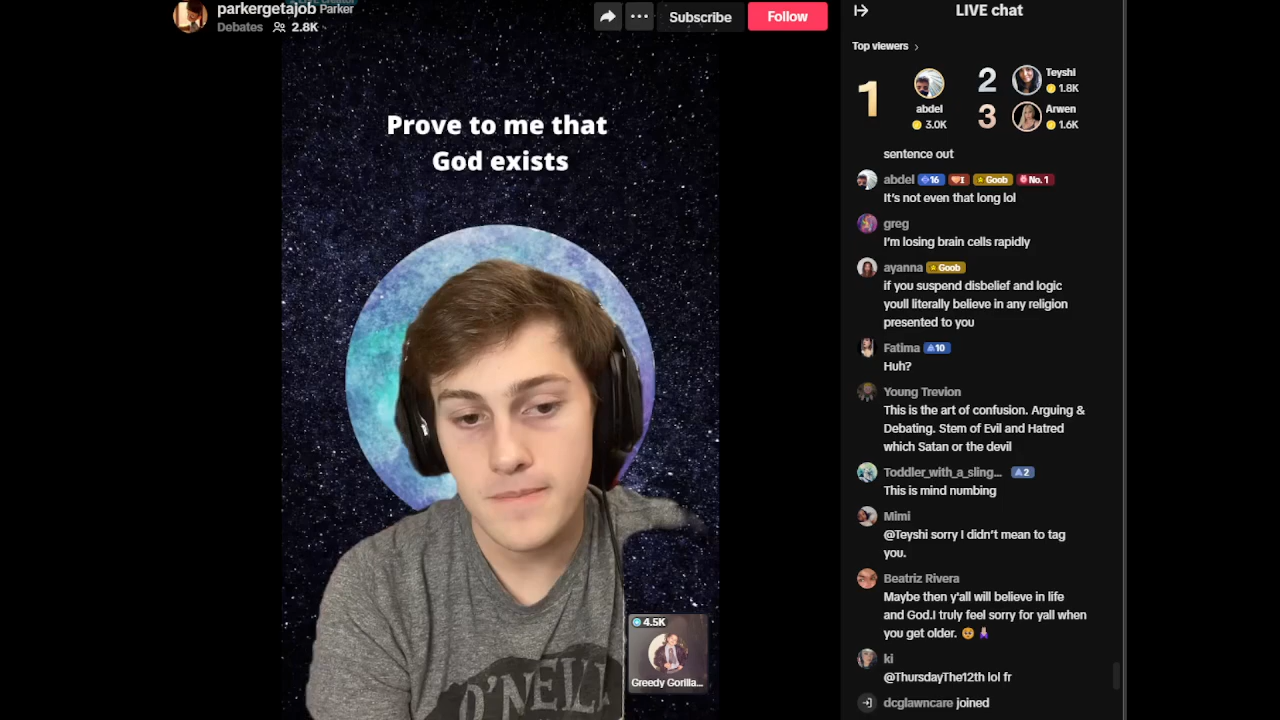 parkergetajob Parker
Debates 2.8K
Subscribe
Follow
Prove to me that
God exists
O'NEILL
4.5K
Greedy Gorilla...
LIVE chat
Top viewers
1
abdel
3.0K
2
Teyshi
1.8K
3
Arwen
1.6K
sentence out
abdel 16 I Goob No. 1
It's not even that long lol
greg
I'm losing brain cells rapidly
ayanna Goob
if you suspend disbelief and logic
youll literally believe in any religion
presented to you
Fatima 10
Huh?
Young Trevion
This is the art of confusion. Arguing &
Debating. Stem of Evil and Hatred
which Satan or the devil
Toddler_with_a_sling... 2
This is mind numbing
Mimi
@Teyshi sorry I didn't mean to tag
you.
Beatriz Rivera
Maybe then y'all will believe in life
and God.I truly feel sorry for yall when
you get older.
ki
@ThursdayThe12th lol fr
dcglawncare joined